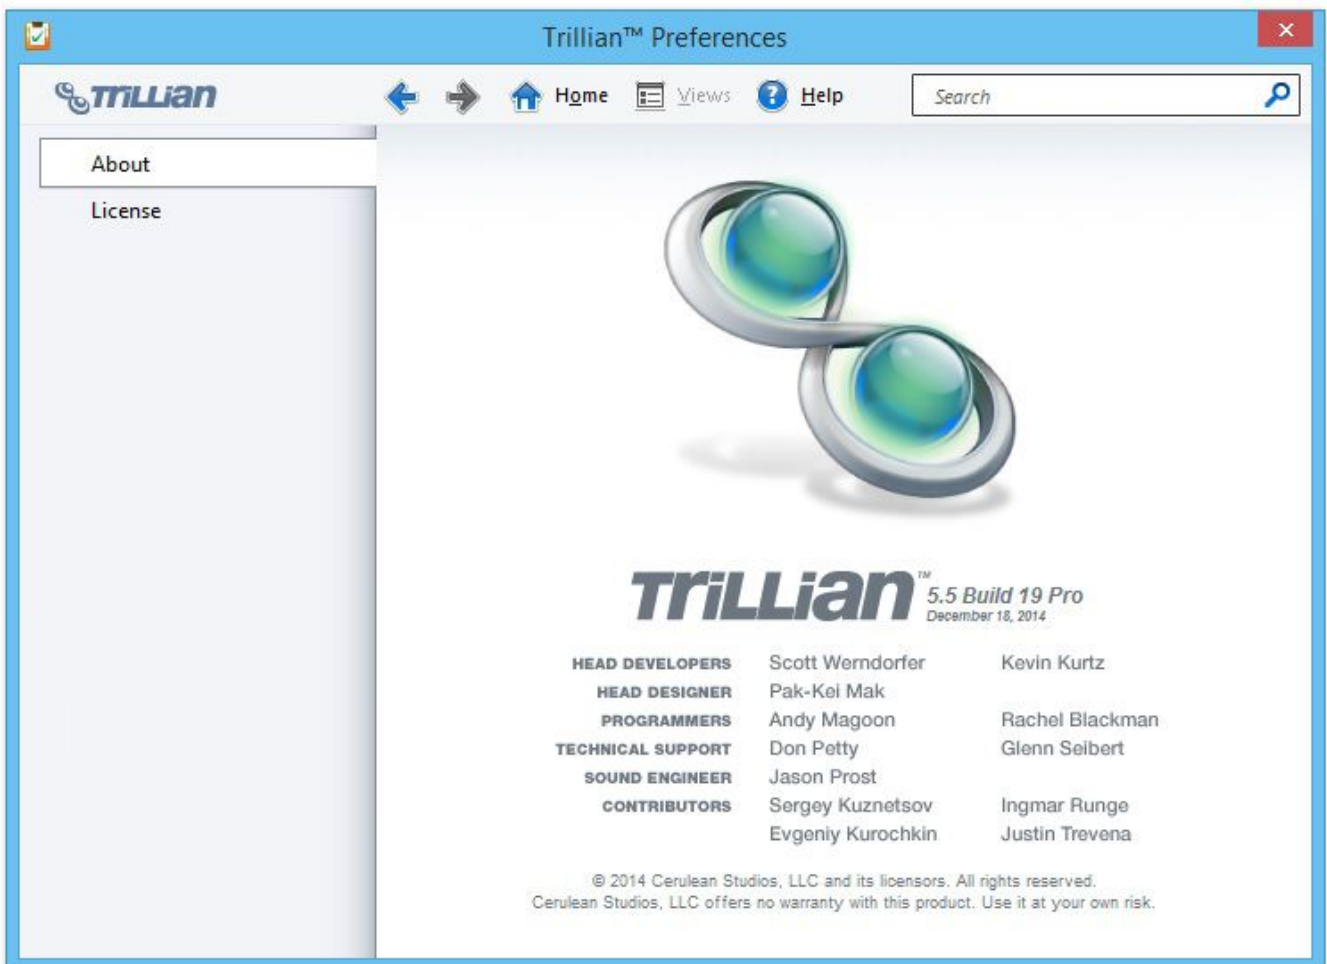 Trillian™ Preferences
TRiLLian
Home
Views
Help
Search
About
License
TRiLLian™ 5.5 Build 19 Pro
December 18, 2014
HEAD DEVELOPERS Scott Werndorfer Kevin Kurtz
HEAD DESIGNER Pak-Kei Mak
PROGRAMMERS Andy Magoon Rachel Blackman
TECHNICAL SUPPORT Don Petty Glenn Seibert
SOUND ENGINEER Jason Prost
CONTRIBUTORS Sergey Kuznetsov Ingmar Runge
Evgeniy Kurochkin Justin Trevena
© 2014 Cerulean Studios, LLC and its licensors. All rights reserved.
Cerulean Studios, LLC offers no warranty with this product. Use it at your own risk.